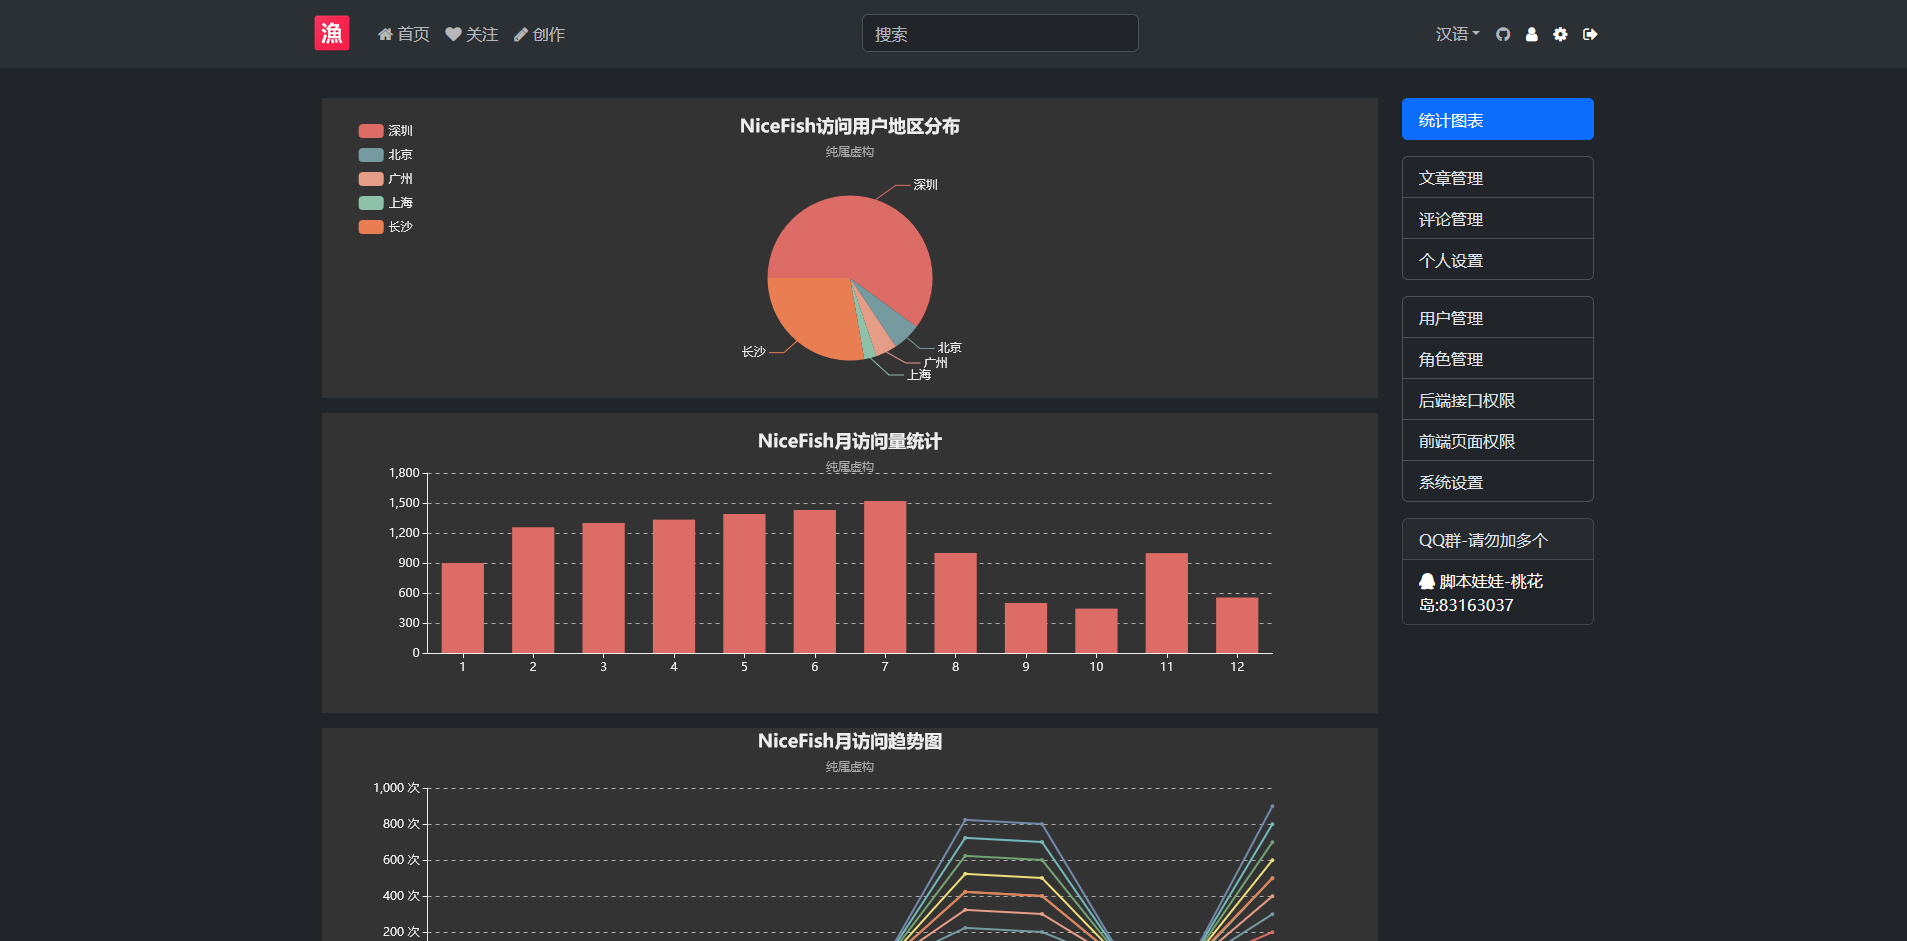 漁
首页 关注 创作
搜索
汉语
NiceFish访问用户地区分布
纯属虚构
深圳
北京
广州
上海
长沙
深圳
北京
广州
上海
长沙
NiceFish月访问量统计
纯属虚构
1,800
1,500
1,200
900
600
300
0
1 2 3 4 5 6 7 8 9 10 11 12
NiceFish月访问趋势图
纯属虚构
1,000 次
800 次
600 次
400 次
200 次
统计图表
文章管理
评论管理
个人设置
用户管理
角色管理
后端接口权限
前端页面权限
系统设置
QQ群-请勿加多个
脚本娃娃-桃花
岛:83163037